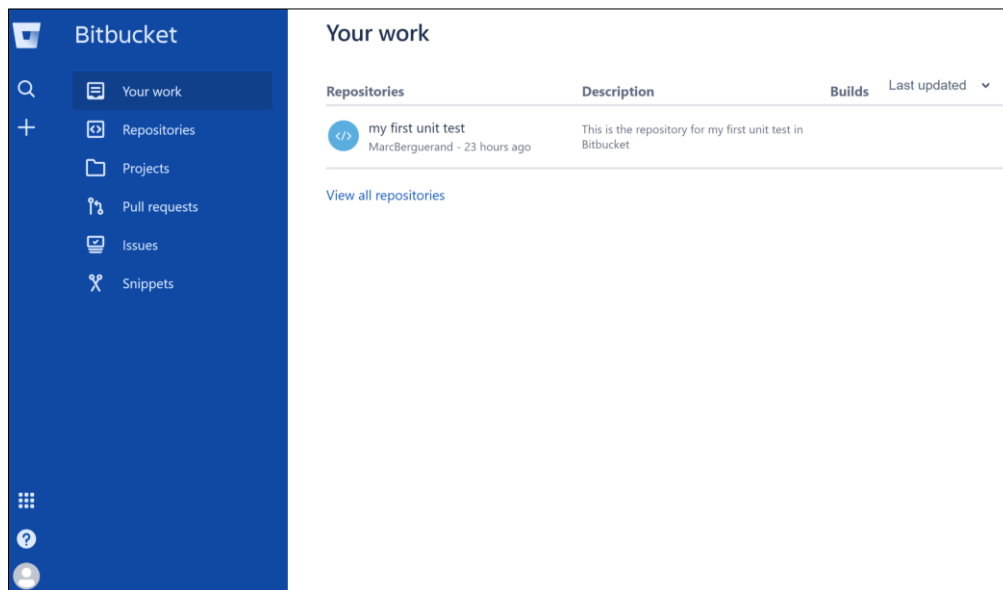 Bitbucket
Your work
Repositories
Projects
Pull requests
Issues
Snippets
Your work
Repositories Description Builds Last updated
my first unit test
MarcBerguerand - 23 hours ago
This is the repository for my first unit test in
Bitbucket
View all repositories